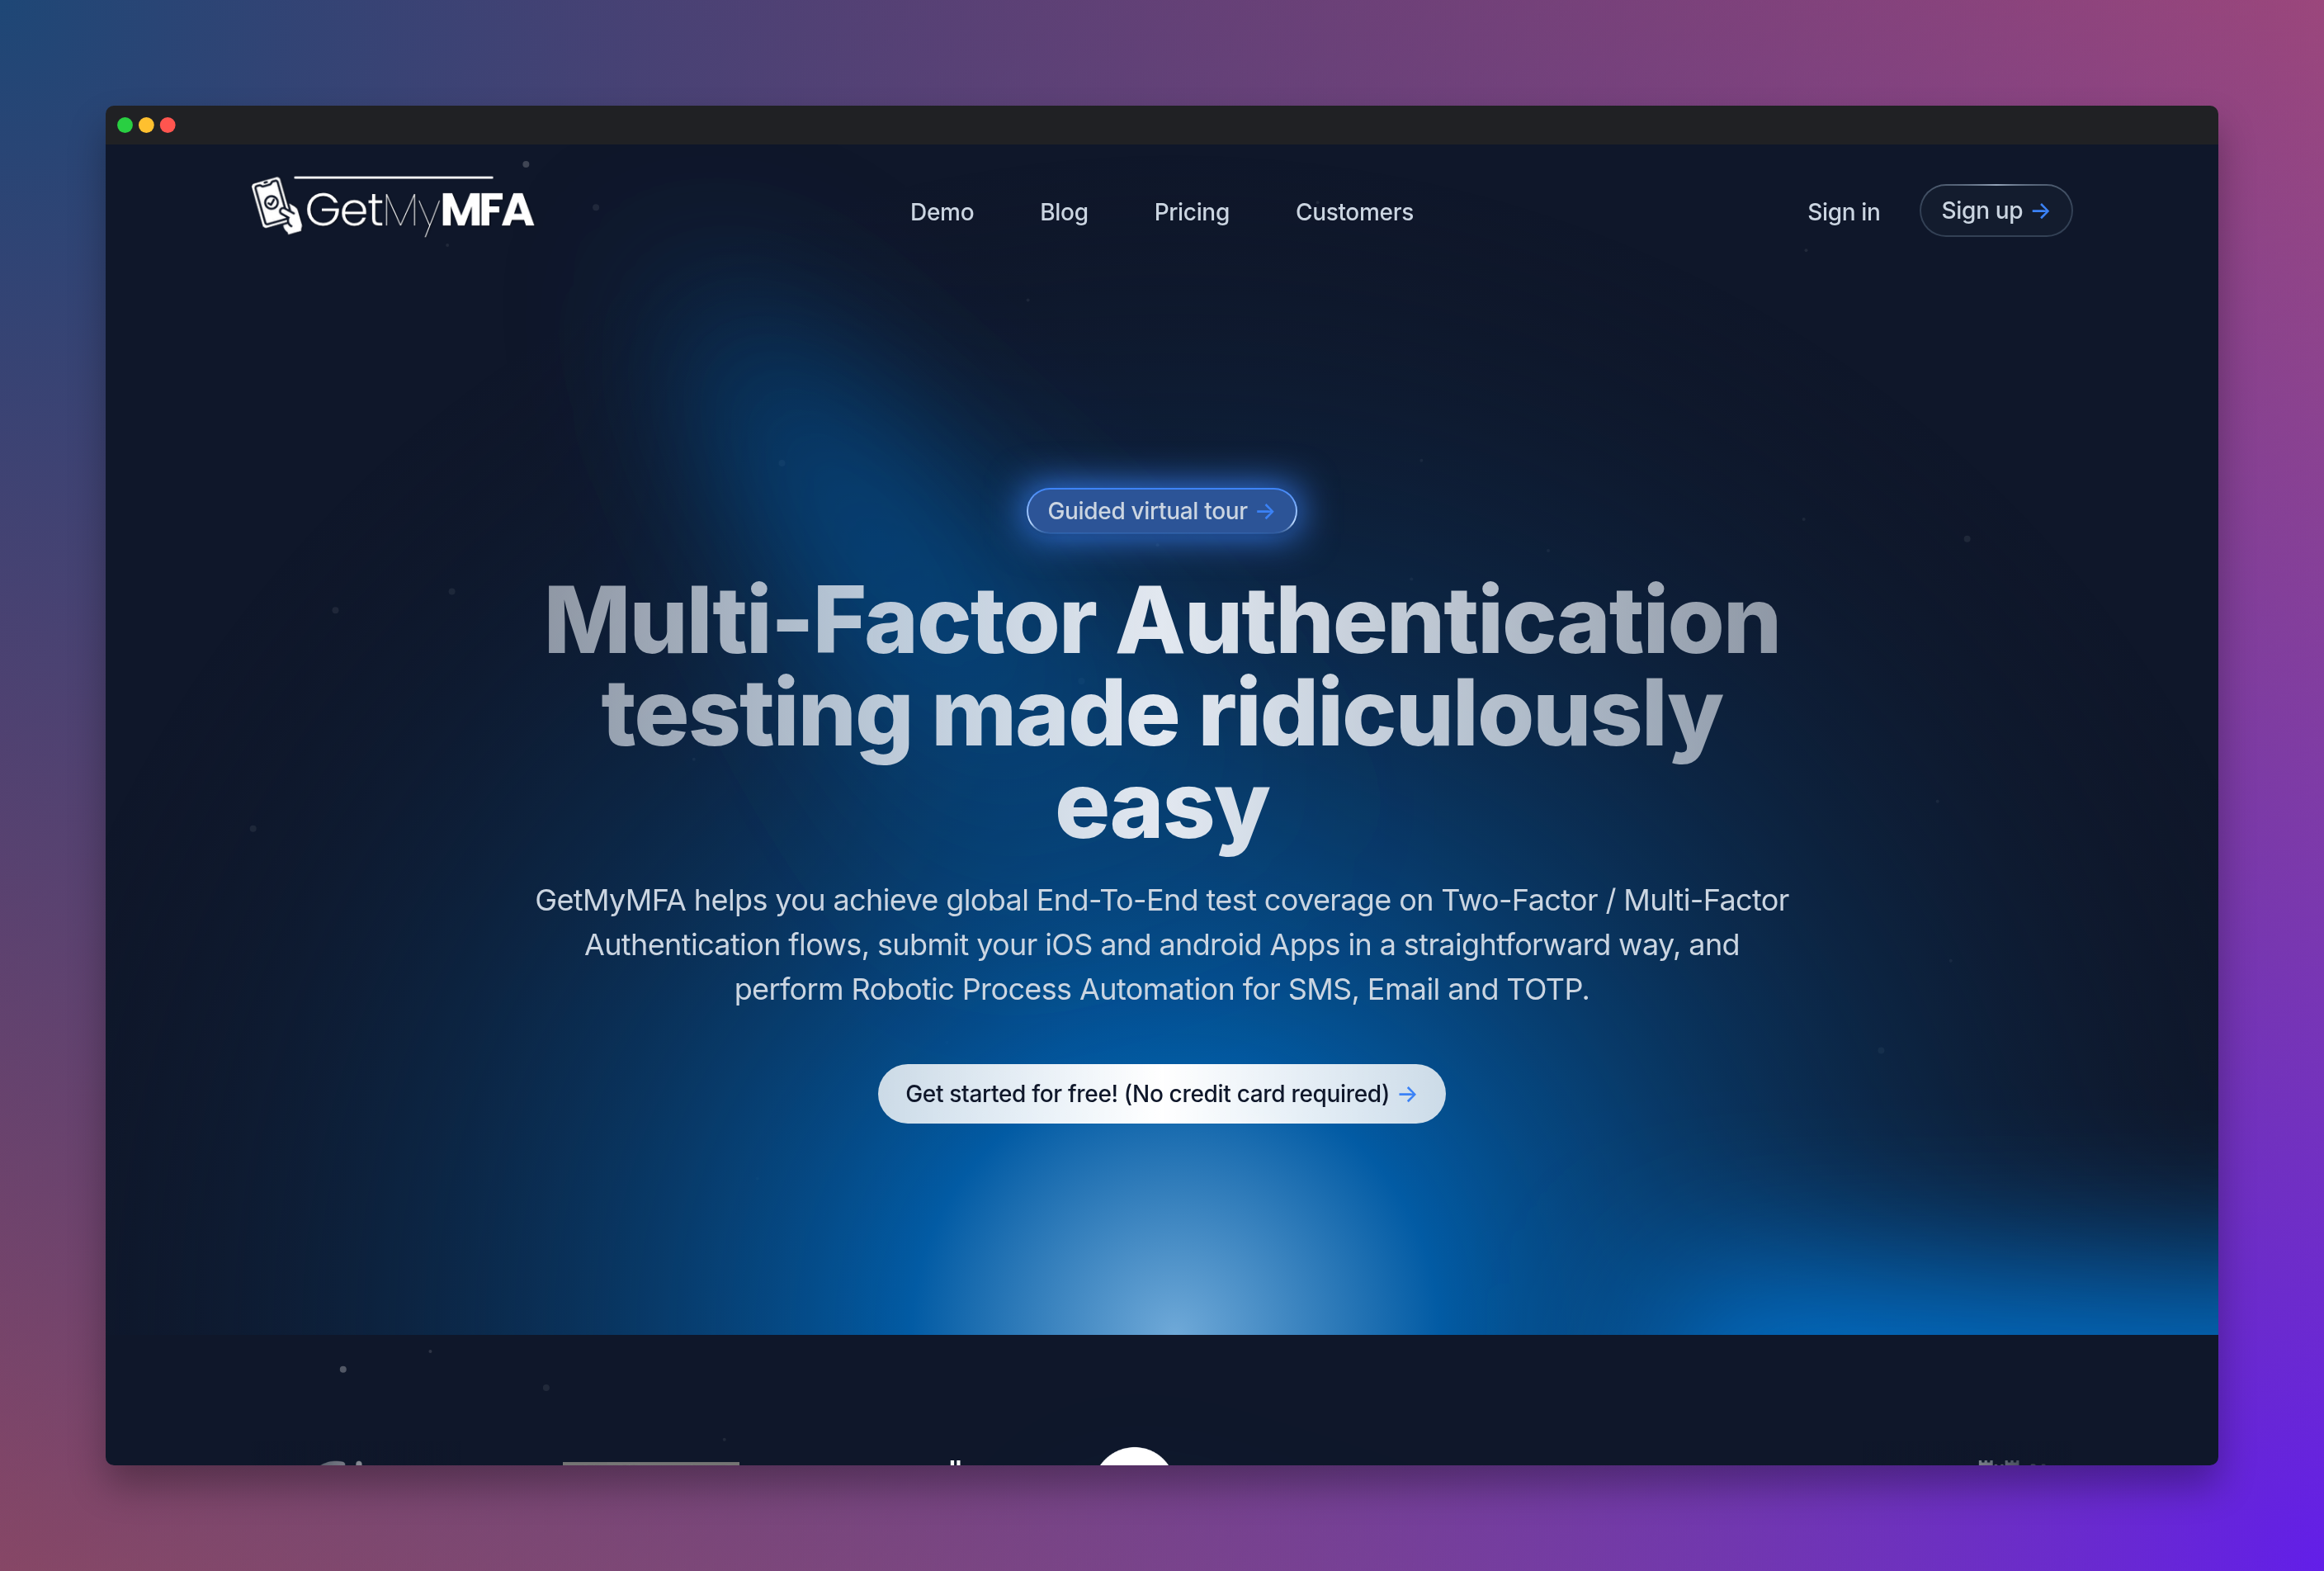 GetMyMFA
Demo
Blog
Pricing
Customers
Sign in
Sign up →
Guided virtual tour →
Multi-Factor Authentication
testing made ridiculously
easy
GetMyMFA helps you achieve global End-To-End test coverage on Two-Factor / Multi-Factor
Authentication flows, submit your iOS and android Apps in a straightforward way, and
perform Robotic Process Automation for SMS, Email and TOTP.
Get started for free! (No credit card required) →